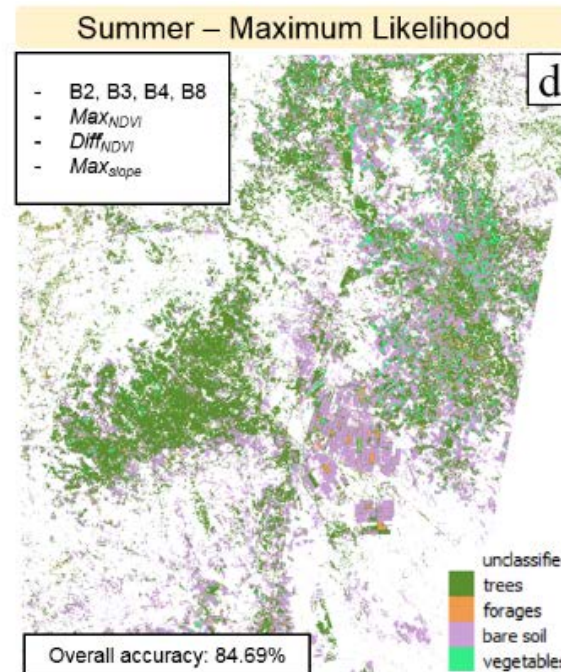 Summer – Maximum Likelihood
d
- B2, B3, B4, B8
- MaxNDVI
- DiffNDVI
- Maxslope
unclassifie
trees
forages
bare soil
vegetables
Overall accuracy: 84.69%